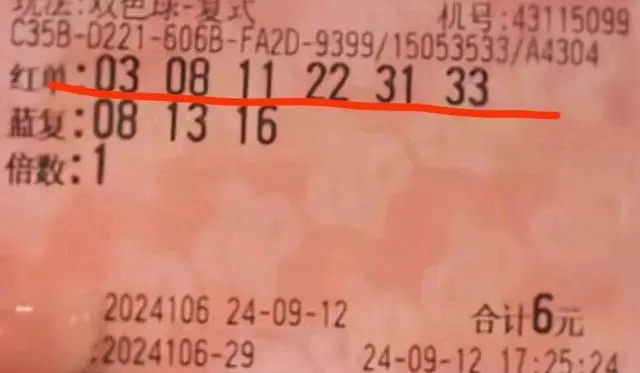 玩法:双色球-复式
机号:43115099
C35B-D221-606B-FA2D-9399/15053533/A4304
红单:03 08 11 22 31 33
蓝复:08 13 16
倍数:1
2024106 24-09-12 合计6元
:2024106-29 24-09-12 17:25:24